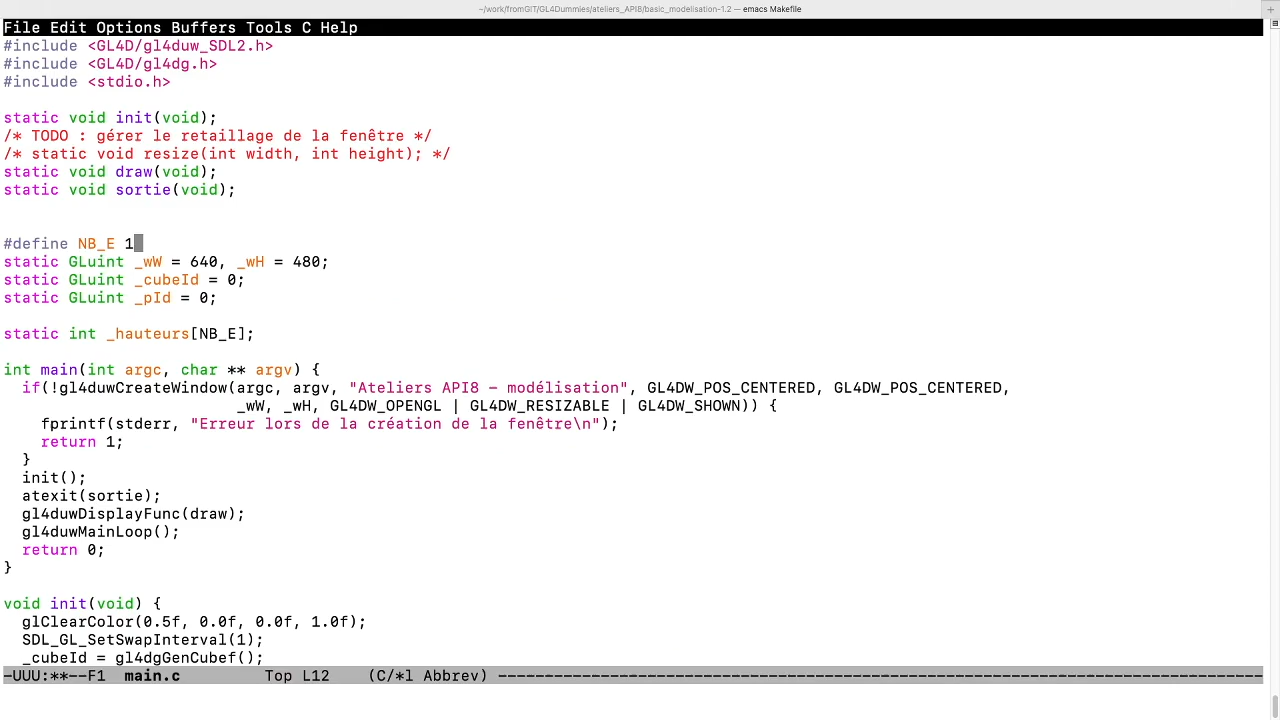 ~/work/fromGIT/GL4Dummies/ateliers_API8/basic_modelisation-1.2 — emacs Makefile
File Edit Options Buffers Tools C Help
#include <GL4D/gl4duw_SDL2.h>
#include <GL4D/gl4dg.h>
#include <stdio.h>
static void init(void);
/* TODO : gérer le retaillage de la fenêtre */
/* static void resize(int width, int height); */
static void draw(void);
static void sortie(void);
#define NB_E 1
static GLuint _wW = 640, _wH = 480;
static GLuint _cubeId = 0;
static GLuint _pId = 0;
static int _hauteurs[NB_E];
int main(int argc, char ** argv) {
  if(!gl4duwCreateWindow(argc, argv, "Ateliers API8 - modélisation", GL4DW_POS_CENTERED, GL4DW_POS_CENTERED,
                         _wW, _wH, GL4DW_OPENGL | GL4DW_RESIZABLE | GL4DW_SHOWN)) {
    fprintf(stderr, "Erreur lors de la création de la fenêtre\n");
    return 1;
  }
  init();
  atexit(sortie);
  gl4duwDisplayFunc(draw);
  gl4duwMainLoop();
  return 0;
}
void init(void) {
  glClearColor(0.5f, 0.0f, 0.0f, 1.0f);
  SDL_GL_SetSwapInterval(1);
  _cubeId = gl4dgGenCubef();
-UUU:**--F1  main.c         Top L12    (C/*l Abbrev) ----------------------------------------------------------------------------------